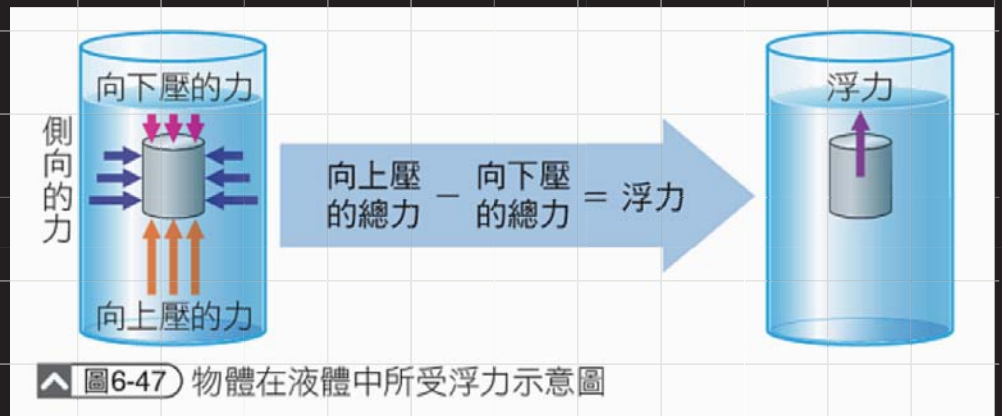 向下壓的力
側向的力
向上壓的力
向上壓的總力 － 向下壓的總力 ＝ 浮力
浮力
圖6-47 物體在液體中所受浮力示意圖